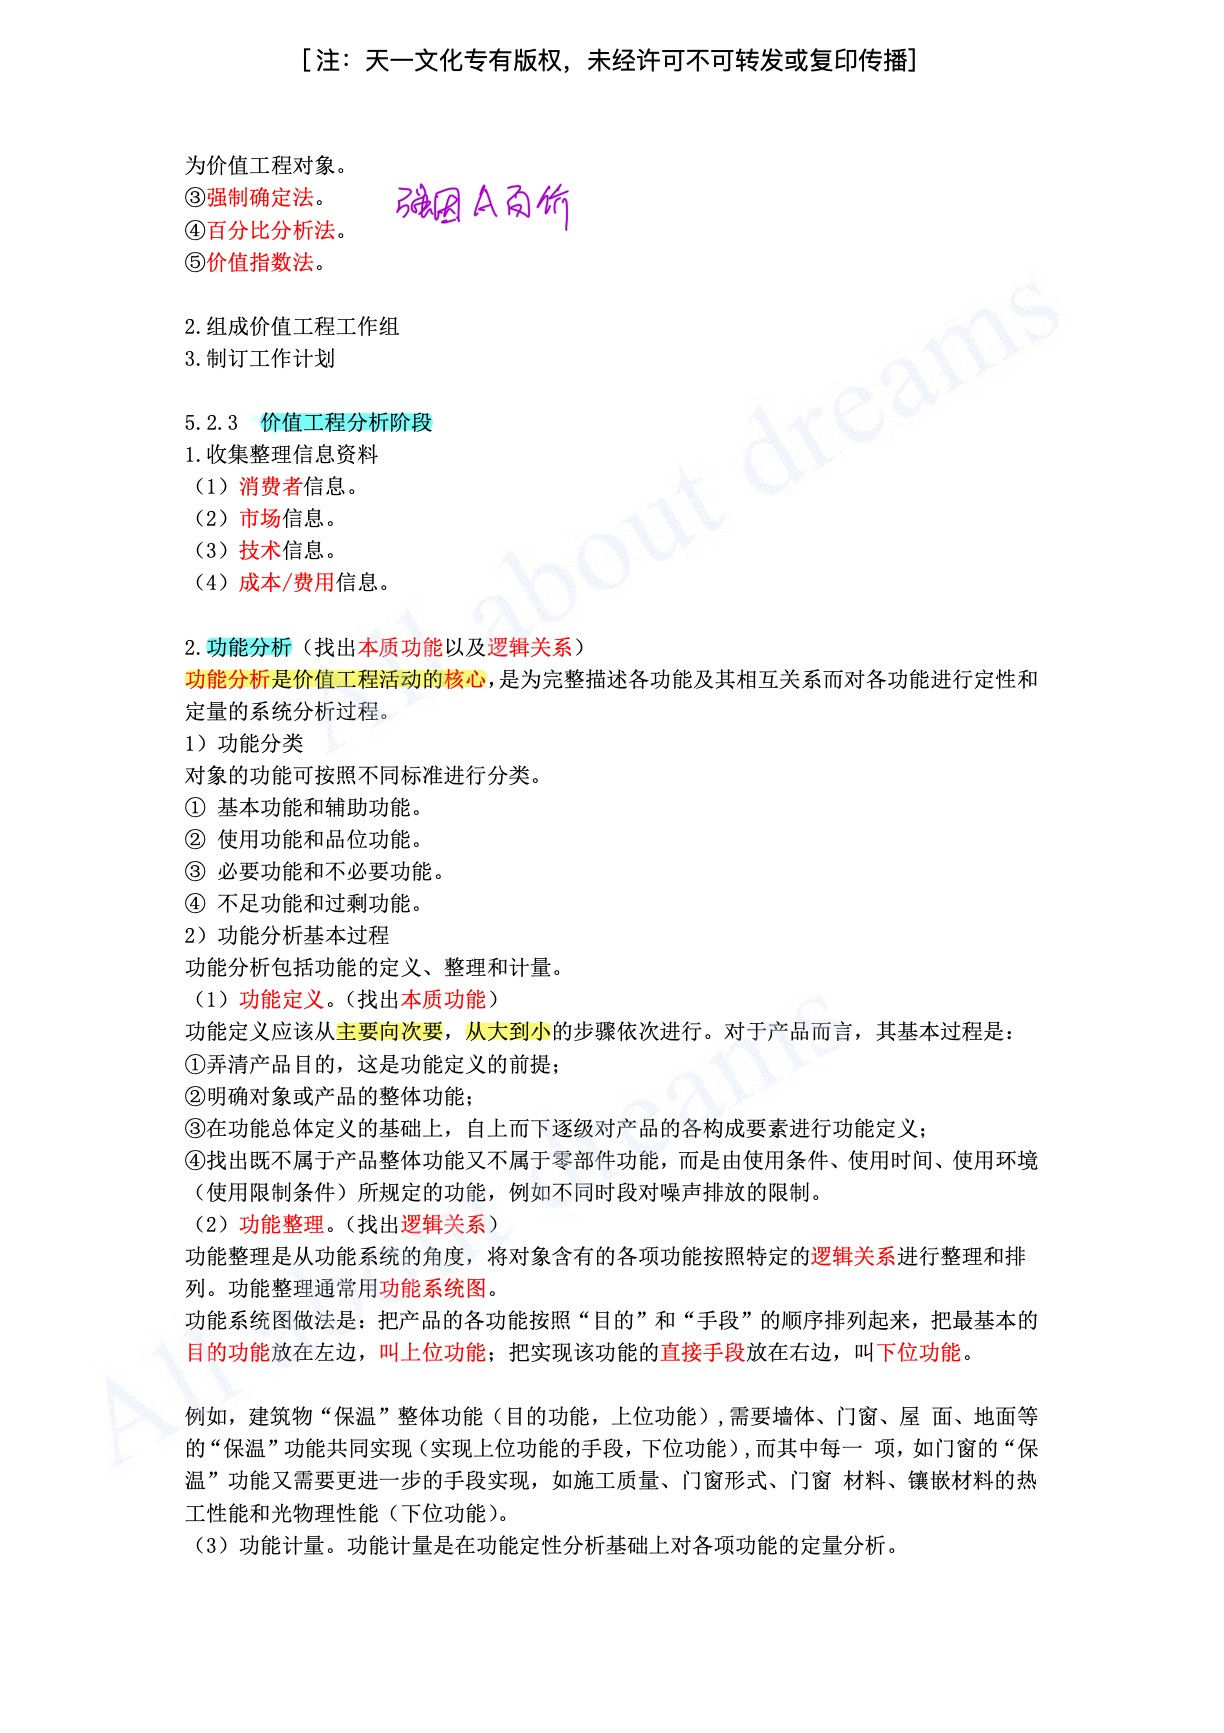 [注：天一文化专有版权，未经许可不可转发或复印传播]
为价值工程对象。
③强制确定法。
强因A百价
④百分比分析法。
⑤价值指数法。
2.组成价值工程工作组
3.制订工作计划
5.2.3 价值工程分析阶段
1.收集整理信息资料
（1）消费者信息。
（2）市场信息。
（3）技术信息。
（4）成本/费用信息。
2.功能分析（找出本质功能以及逻辑关系）
功能分析是价值工程活动的核心,是为完整描述各功能及其相互关系而对各功能进行定性和
定量的系统分析过程。
1）功能分类
对象的功能可按照不同标准进行分类。
① 基本功能和辅助功能。
② 使用功能和品位功能。
③ 必要功能和不必要功能。
④ 不足功能和过剩功能。
2）功能分析基本过程
功能分析包括功能的定义、整理和计量。
（1）功能定义。（找出本质功能）
功能定义应该从主要向次要，从大到小的步骤依次进行。对于产品而言，其基本过程是：
①弄清产品目的，这是功能定义的前提；
②明确对象或产品的整体功能；
③在功能总体定义的基础上，自上而下逐级对产品的各构成要素进行功能定义；
④找出既不属于产品整体功能又不属于零部件功能，而是由使用条件、使用时间、使用环境
（使用限制条件）所规定的功能，例如不同时段对噪声排放的限制。
（2）功能整理。（找出逻辑关系）
功能整理是从功能系统的角度，将对象含有的各项功能按照特定的逻辑关系进行整理和排
列。功能整理通常用功能系统图。
功能系统图做法是：把产品的各功能按照“目的”和“手段”的顺序排列起来，把最基本的
目的功能放在左边，叫上位功能；把实现该功能的直接手段放在右边，叫下位功能。
例如，建筑物“保温”整体功能（目的功能，上位功能）,需要墙体、门窗、屋 面、地面等
的“保温”功能共同实现（实现上位功能的手段，下位功能）,而其中每一 项，如门窗的“保
温”功能又需要更进一步的手段实现，如施工质量、门窗形式、门窗 材料、镶嵌材料的热
工性能和光物理性能（下位功能）。
（3）功能计量。功能计量是在功能定性分析基础上对各项功能的定量分析。
All about dreams
All about dreams